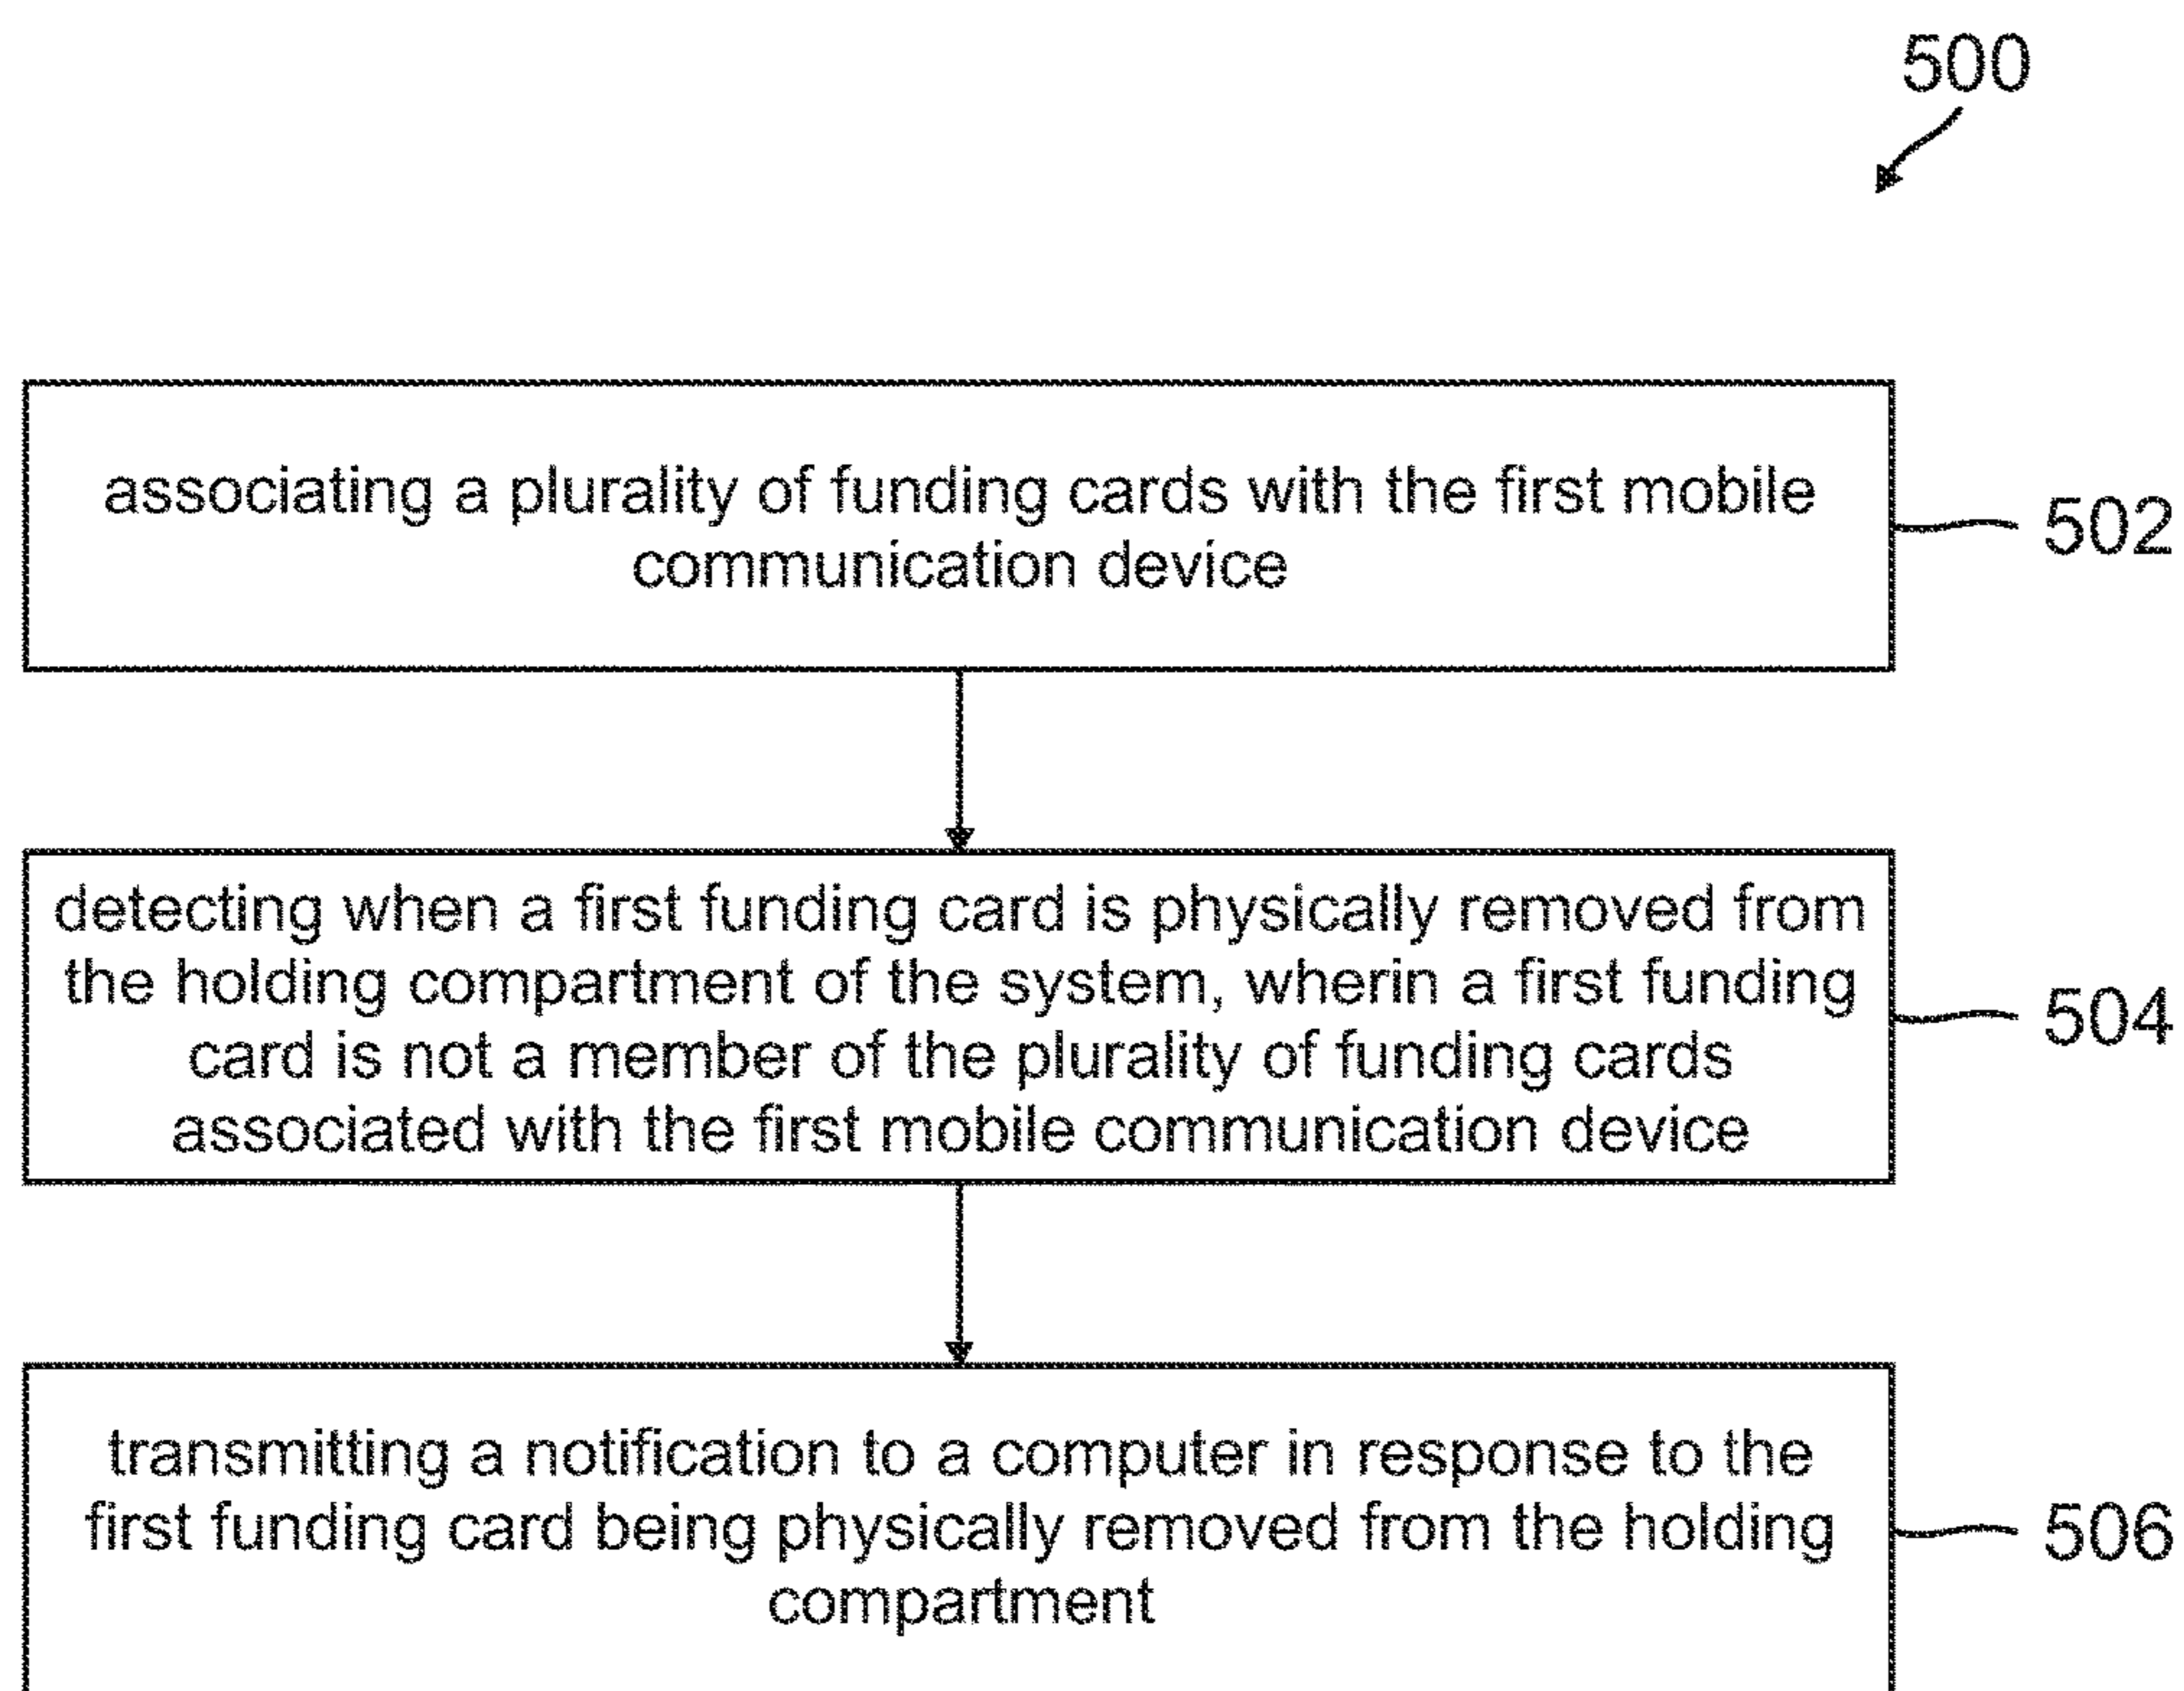 500
associating a plurality of funding cards with the first mobile
communication device
502
detecting when a first funding card is physically removed from
the holding compartment of the system, wherin a first funding
card is not a member of the plurality of funding cards
associated with the first mobile communication device
504
transmitting a notification to a computer in response to the
first funding card being physically removed from the holding
compartment
506